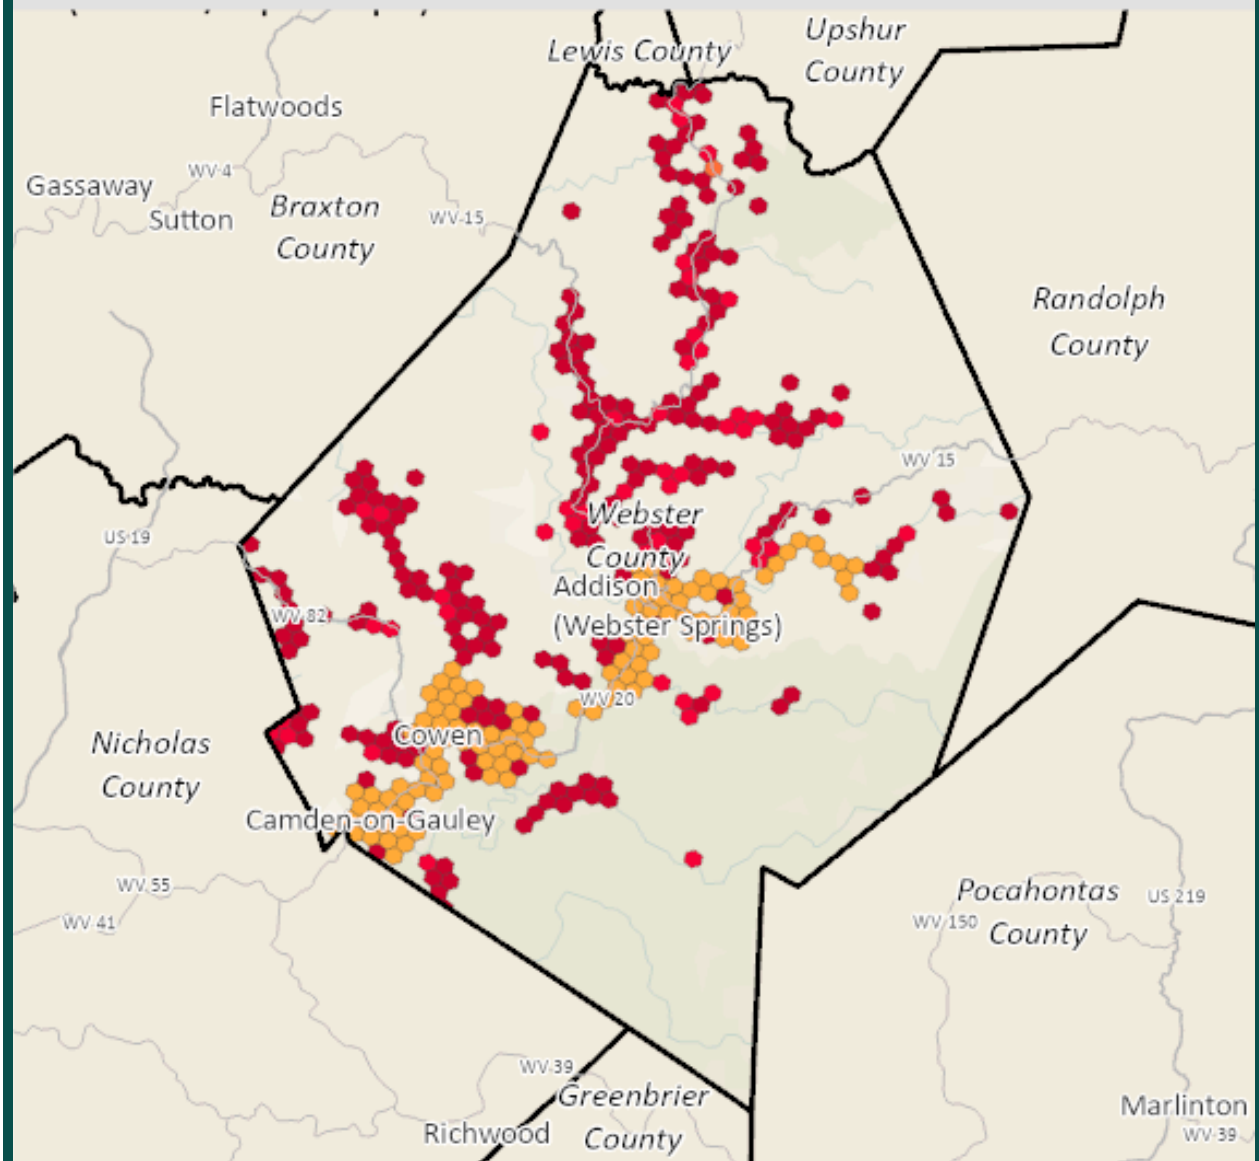 Upshur
County
Lewis County
Flatwoods
WV-4
Gassaway
Sutton
Braxton
County
WV-15
Randolph
County
WV 15
Webster
County
US 19
Addison
(Webster Springs)
WV 82
WV 20
Cowen
Nicholas
County
Camden-on-Gauley
WV 55
WV 41
Pocahontas
County
US 219
WV 150
WV-39
Greenbrier
County
Richwood
Marlinton
WV-39